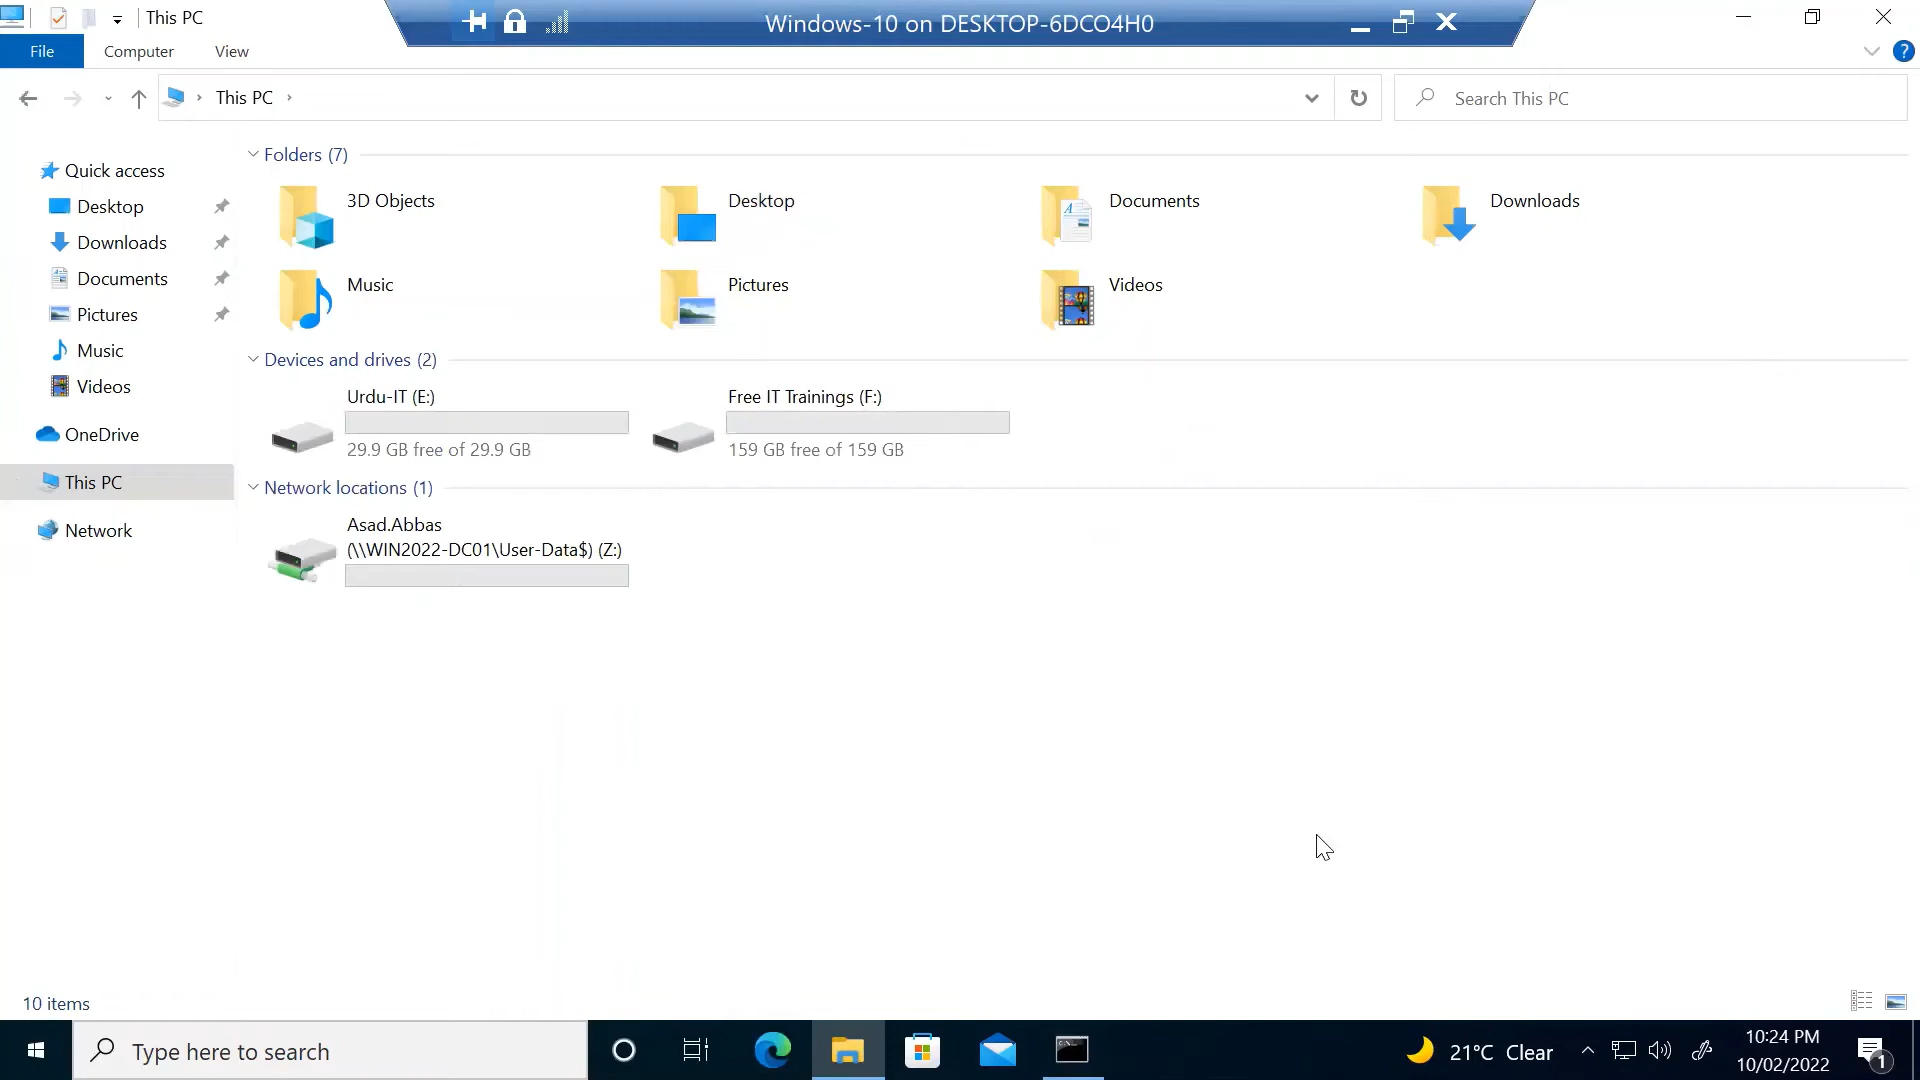 This PC
Windows-10 on DESKTOP-6DCO4H0
File
Computer
View
?
This PC
Search This PC
Quick access
Desktop
Downloads
Documents
Pictures
Music
Videos
OneDrive
This PC
Network
Folders (7)
3D Objects
Desktop
Documents
Downloads
Music
Pictures
Videos
Devices and drives (2)
Urdu-IT (E:)
29.9 GB free of 29.9 GB
Free IT Trainings (F:)
159 GB free of 159 GB
Network locations (1)
Asad.Abbas
(\\WIN2022-DC01\User-Data$) (Z:)
10 items
Type here to search
21°C Clear
10:24 PM
10/02/2022
1